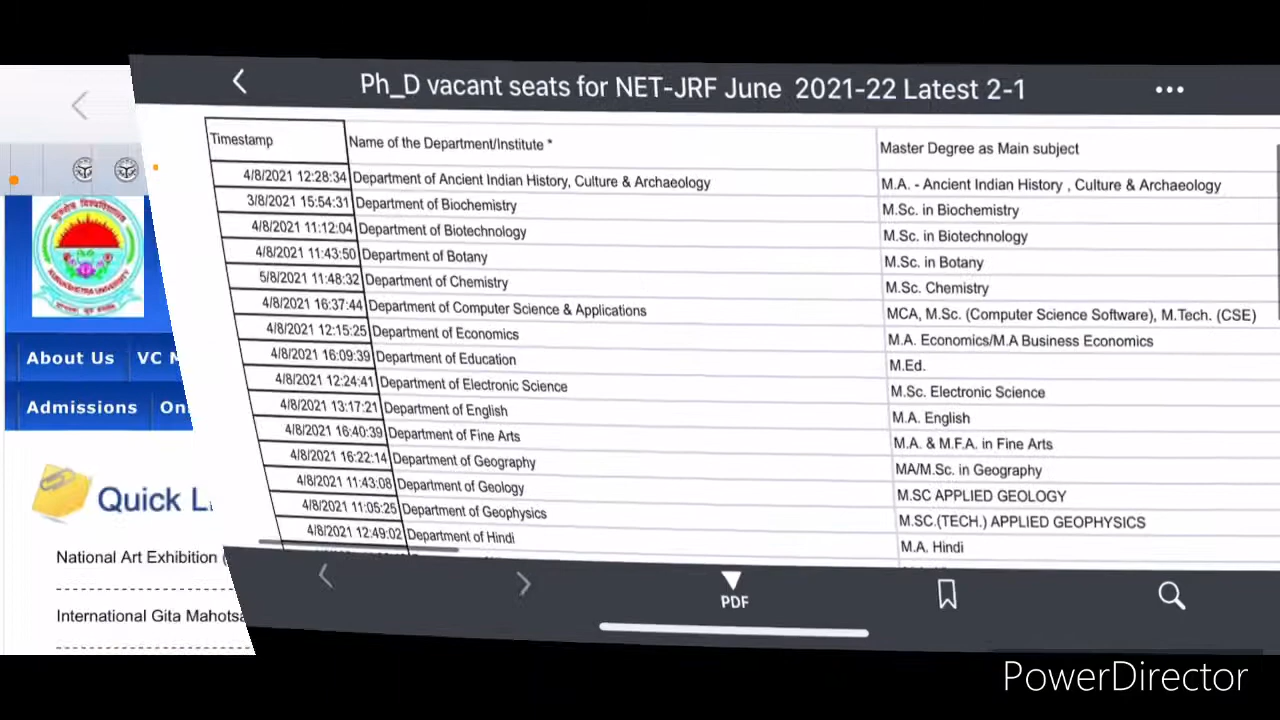 Ph_D vacant seats for NET-JRF June 2021-22 Latest 2-1
Timestamp Name of the Department/Institute * Master Degree as Main subject
4/8/2021 12:28:34 Department of Ancient Indian History, Culture & Archaeology M.A. - Ancient Indian History , Culture & Archaeology
3/8/2021 15:54:31 Department of Biochemistry M.Sc. in Biochemistry
4/8/2021 11:12:04 Department of Biotechnology M.Sc. in Biotechnology
4/8/2021 11:43:50 Department of Botany M.Sc. in Botany
5/8/2021 11:48:32 Department of Chemistry M.Sc. Chemistry
4/8/2021 16:37:44 Department of Computer Science & Applications MCA, M.Sc. (Computer Science Software), M.Tech. (CSE)
4/8/2021 12:15:25 Department of Economics M.A. Economics/M.A Business Economics
4/8/2021 16:09:39 Department of Education M.Ed.
4/8/2021 12:24:41 Department of Electronic Science M.Sc. Electronic Science
4/8/2021 13:17:21 Department of English M.A. English
4/8/2021 16:40:39 Department of Fine Arts M.A. & M.F.A. in Fine Arts
4/8/2021 16:22:14 Department of Geography MA/M.Sc. in Geography
4/8/2021 11:43:08 Department of Geology M.SC APPLIED GEOLOGY
4/8/2021 11:05:25 Department of Geophysics M.SC.(TECH.) APPLIED GEOPHYSICS
4/8/2021 12:49:02 Department of Hindi M.A. Hindi
PDF
KURUKSHETRA UNIVERSITY
About Us VC
Admissions
Quick
National Art Exhibition
International Gita
PowerDirector